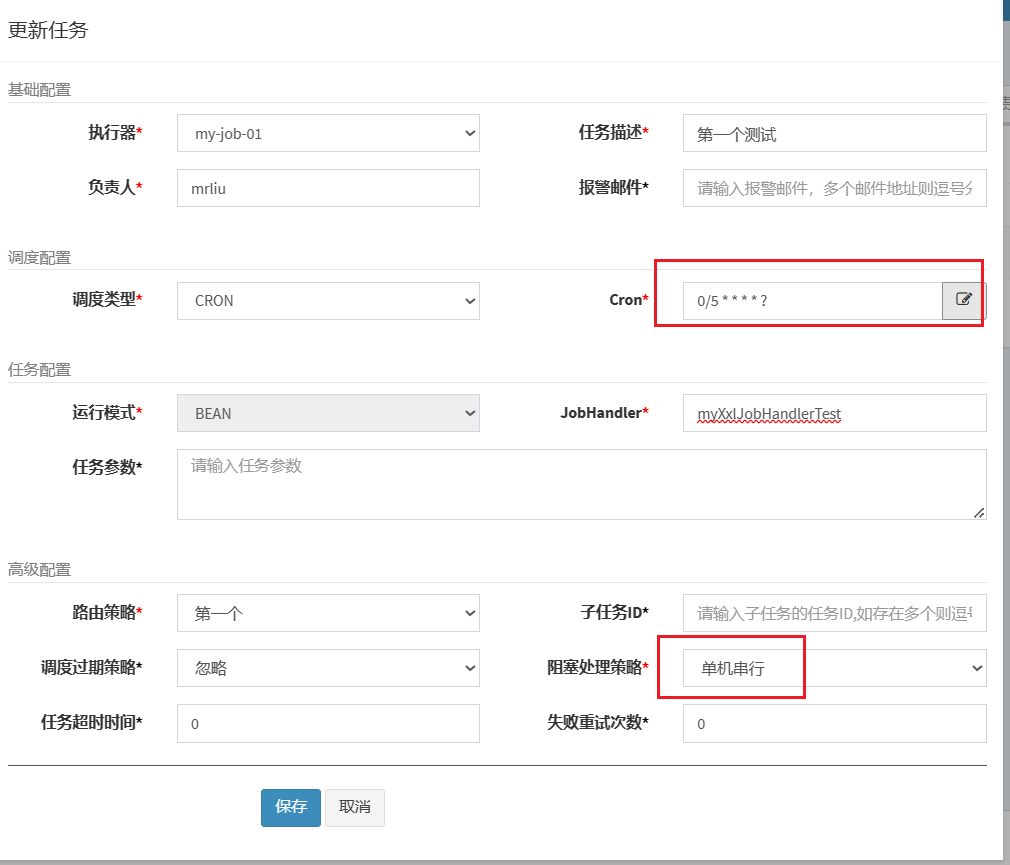 更新任务
基础配置
执行器* my-job-01 任务描述* 第一个测试
负责人* mrliu 报警邮件* 请输入报警邮件，多个邮件地址则逗号分
调度配置
调度类型* CRON Cron* 0/5 * * * * ?
任务配置
运行模式* BEAN JobHandler* myXxlJobHandlerTest
任务参数* 请输入任务参数
高级配置
路由策略* 第一个 子任务ID* 请输入子任务的任务ID,如存在多个则逗
调度过期策略* 忽略 阻塞处理策略* 单机串行
任务超时时间* 0 失败重试次数* 0
保存 取消